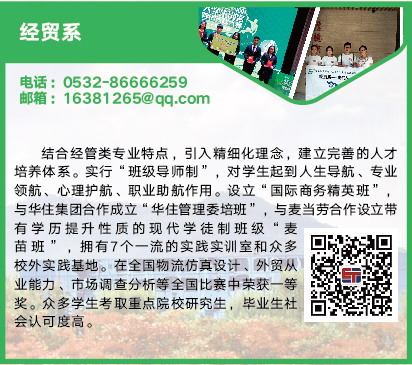 经贸系
电话：0532-86666259
邮箱：16381265@qq.com
结合经管类专业特点，引入精细化理念，建立完善的人才
培养体系。实行“班级导师制”，对学生起到人生导航、专业
领航、心理护航、职业助航作用。设立“国际商务精英班”，
与华住集团合作成立“华住管理委培班”，与麦当劳合作设立带
有学历提升性质的现代学徒制班级“麦
苗班”，拥有7个一流的实践实训室和众多
校外实践基地。在全国物流仿真设计、外贸从
业能力、市场调查分析等全国比赛中荣获一等
奖。众多学生考取重点院校研究生，毕业生社
会认可度高。